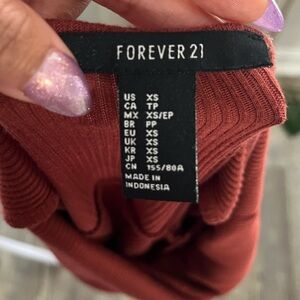 FOREVER 21
US XS
CA TP
MX XS/EP
BR PP
EU XS
UK XS
KR XS
JP XS
CN 155/80A
MADE IN
INDONESIA